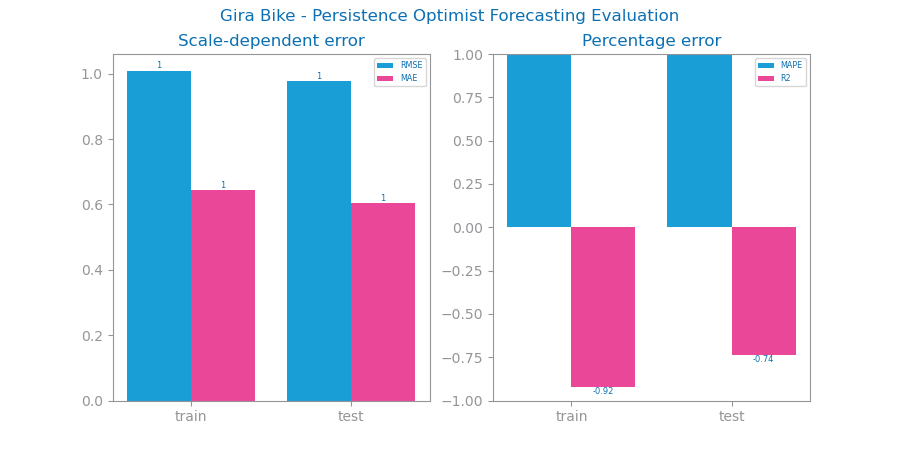 Gira Bike - Persistence Optimist Forecasting Evaluation
Scale-dependent error
1.0
0.8
0.6
0.4
0.2
0.0
1
1
1
1
RMSE
MAE
train
test
Percentage error
1.00
0.75
0.50
0.25
0.00
−0.25
−0.50
−0.75
−1.00
MAPE
R2
-0.92
-0.74
train
test